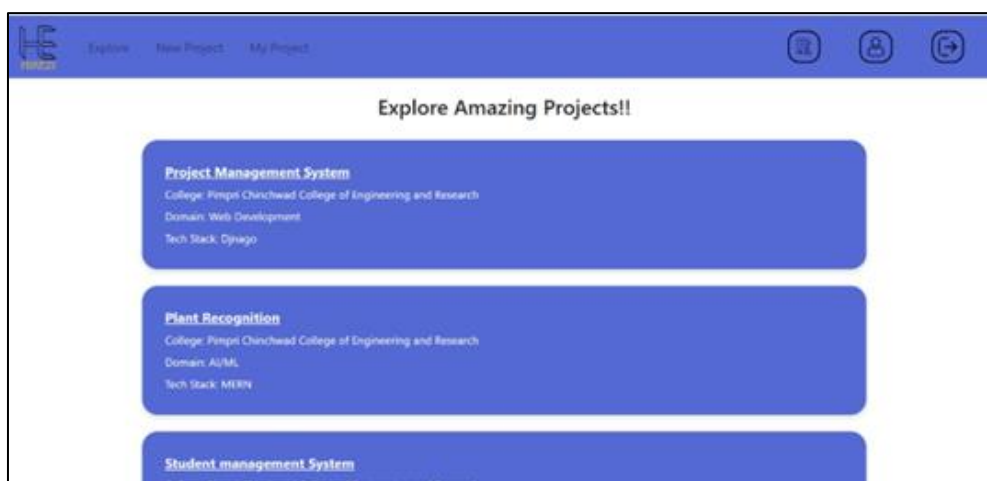 Explore New Project My Project
Explore Amazing Projects!!
Project Management System
College: Pimpri Chinchwad College of Engineering and Research
Domain: Web Development
Tech Stack: Djnago
Plant Recognition
College: Pimpri Chinchwad College of Engineering and Research
Domain: AI/ML
Tech Stack: MERN
Student management System